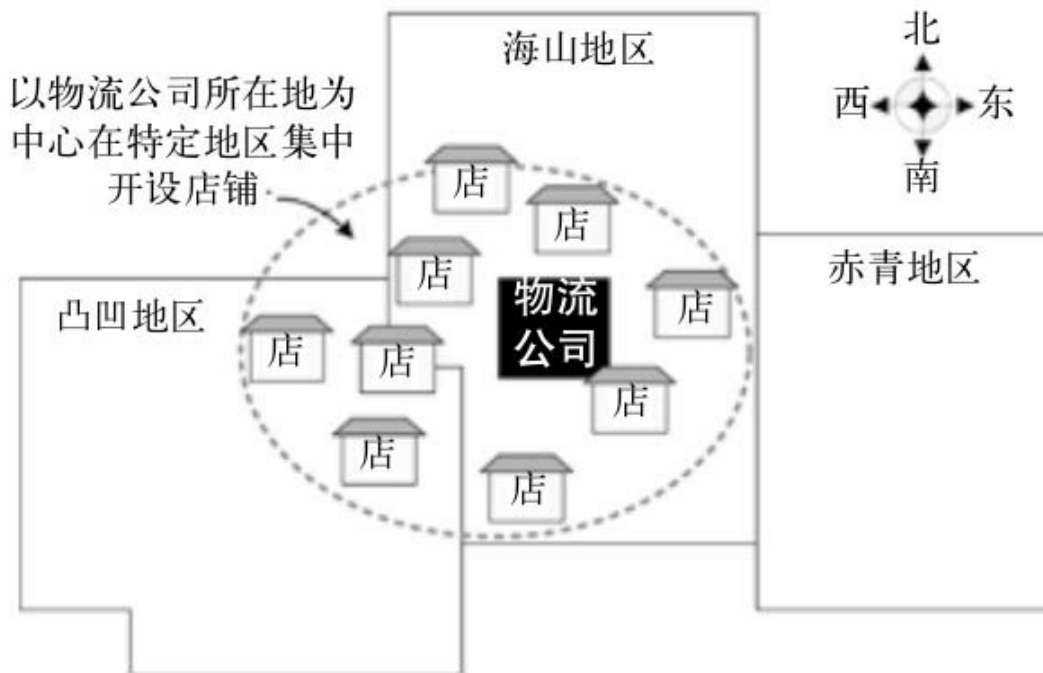 海山地区
北
西
东
南
以物流公司所在地为
中心在特定地区集中
开设店铺
店
店
店
物流
公司
店
赤青地区
凸凹地区
店
店
店
店
店